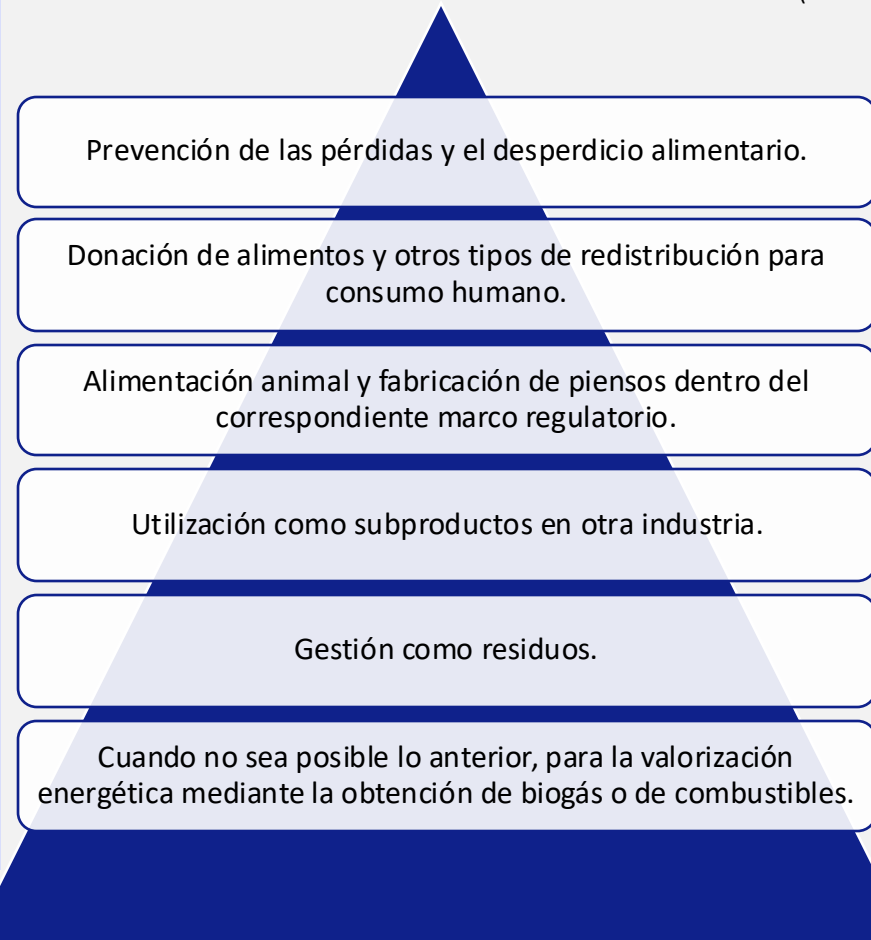 Prevención de las pérdidas y el desperdicio alimentario.
Donación de alimentos y otros tipos de redistribución para
consumo humano.
Alimentación animal y fabricación de piensos dentro del
correspondiente marco regulatorio.
Utilización como subproductos en otra industria.
Gestión como residuos.
Cuando no sea posible lo anterior, para la valorización
energética mediante la obtención de biogás o de combustibles.